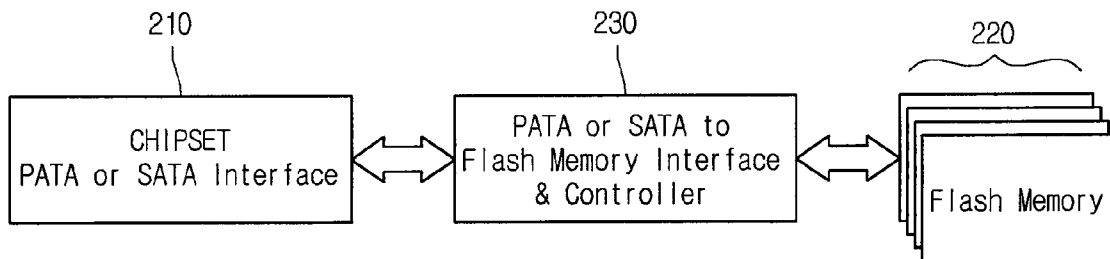 210
230
220
CHIPSET
PATA or SATA Interface
PATA or SATA to
Flash Memory Interface
& Controller
Flash Memory